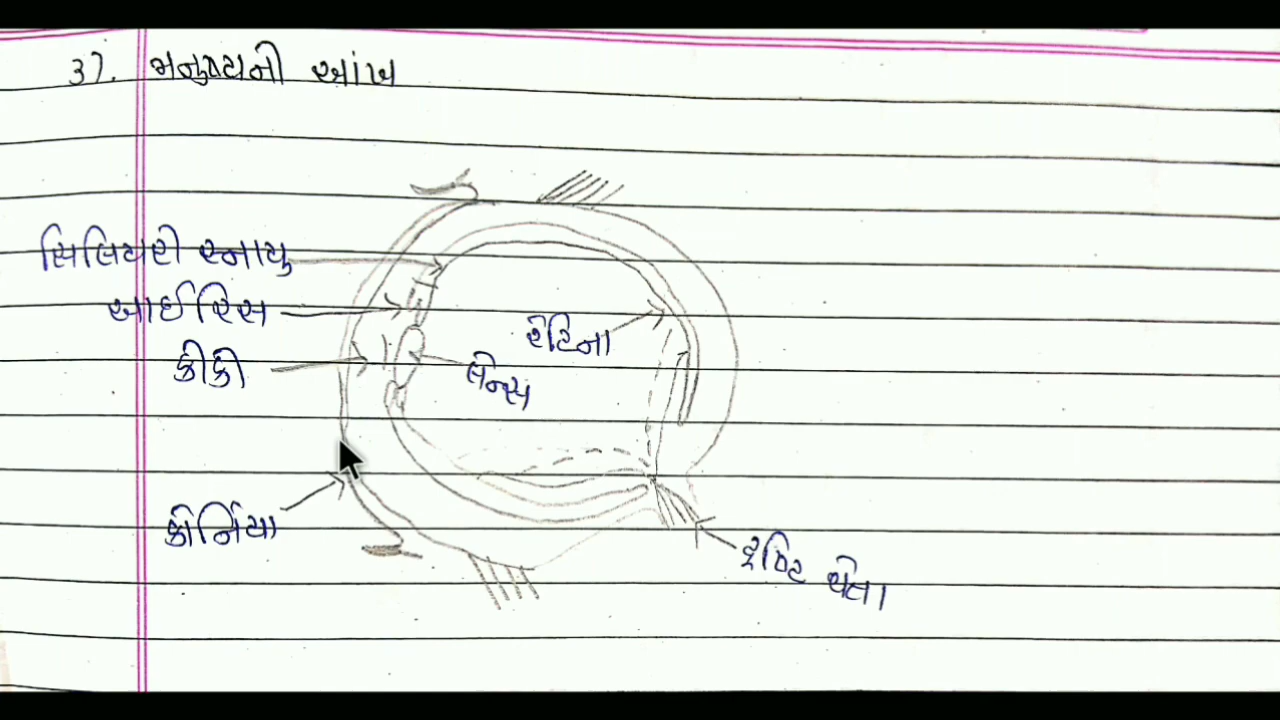 37. મનુષ્યની આંખ
સિલિયરી સ્નાયુ
આઈરિસ
રેટિના
કીકી
લેન્સ
કોર્નિયા
દ્રષ્ટિ ચેતા